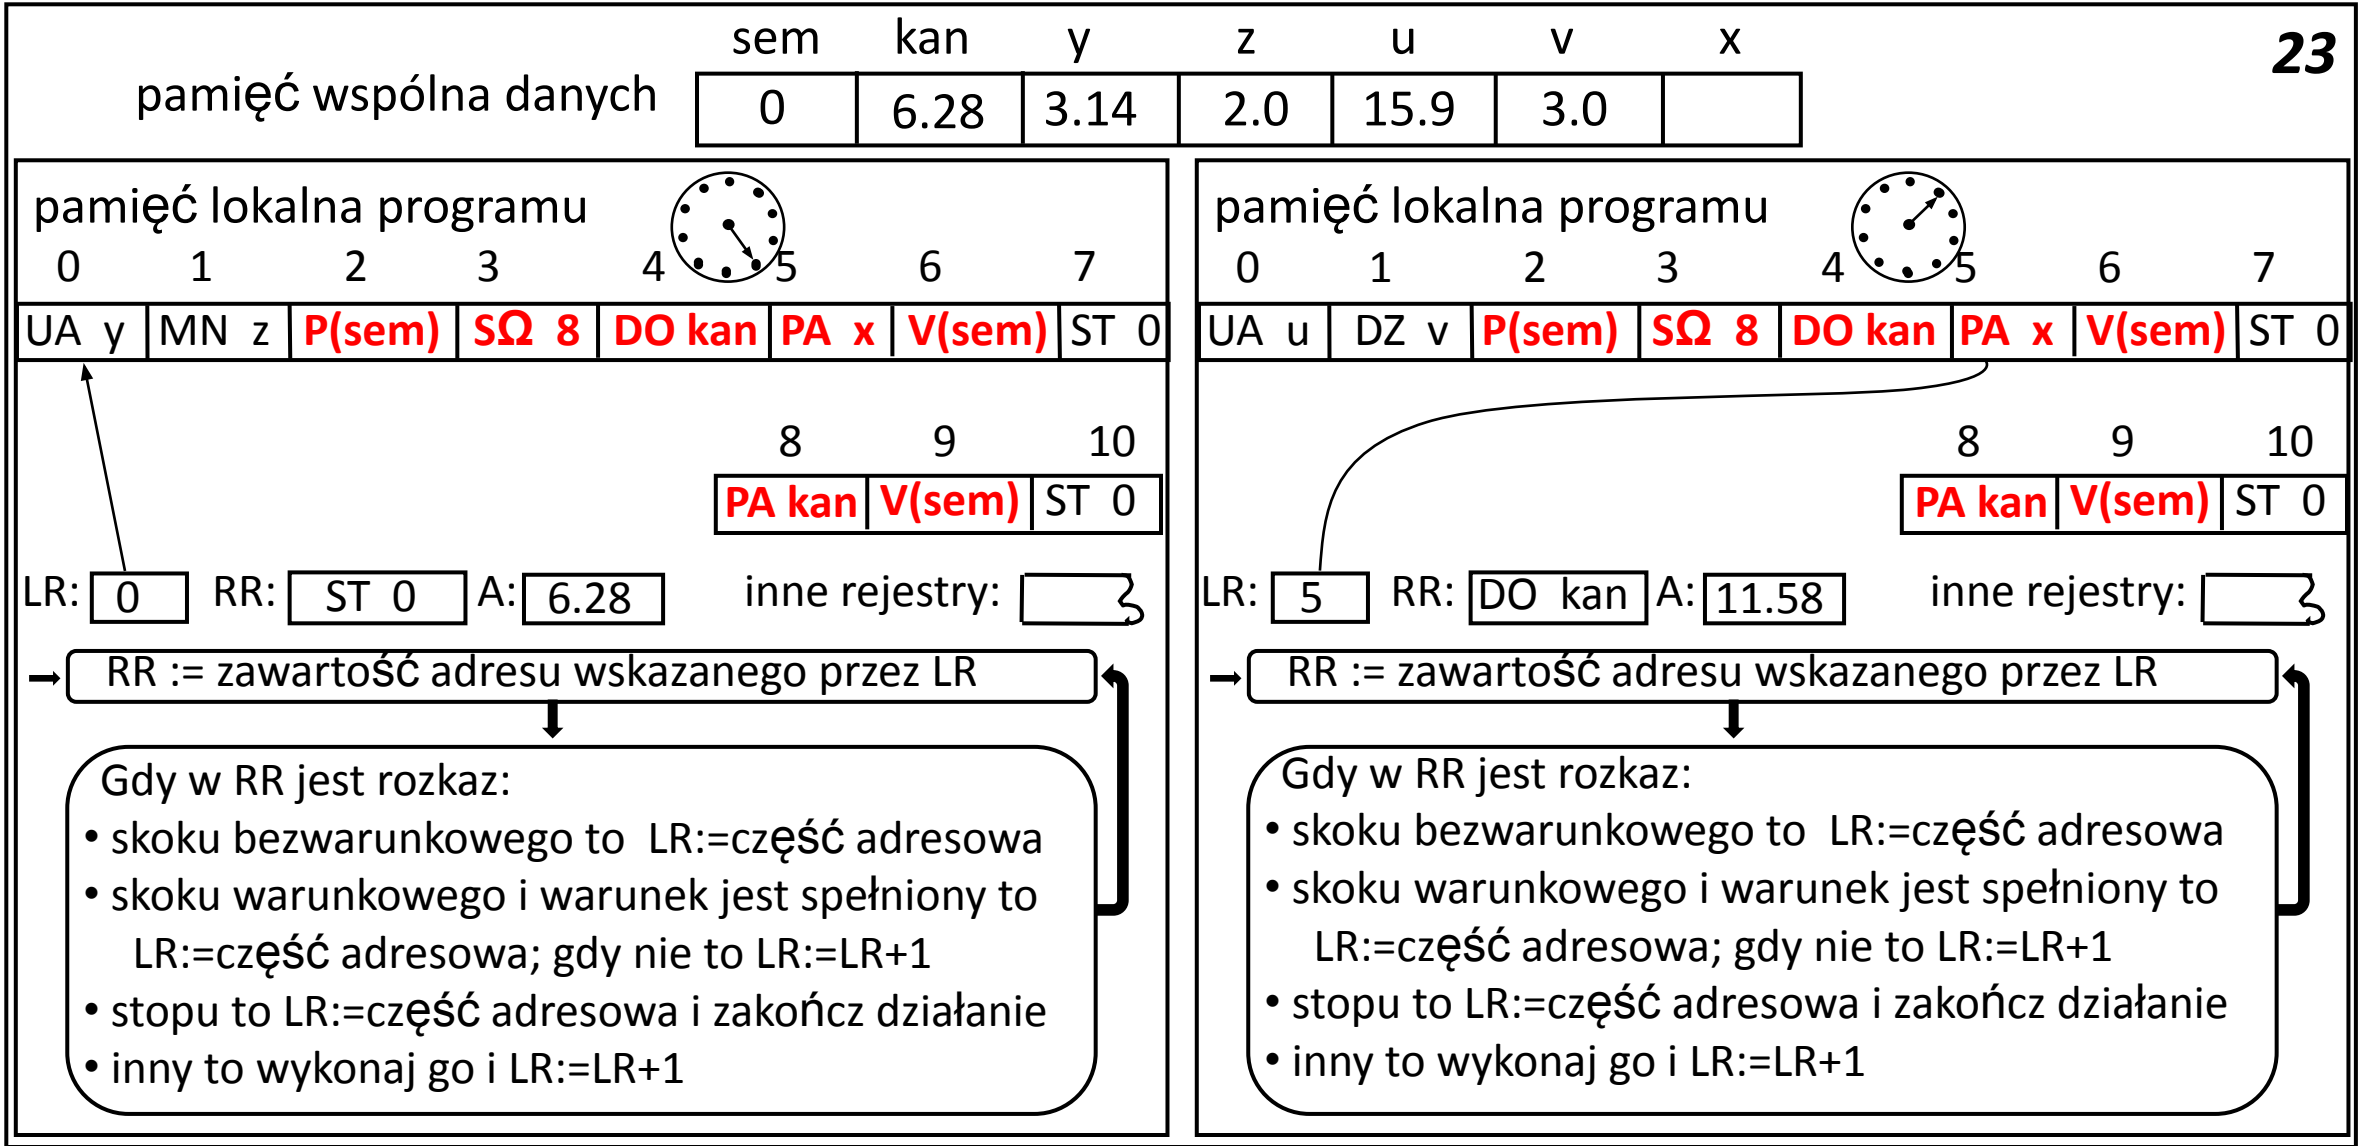 sem kan y z u v x
23
pamięć wspólna danych 0 6.28 3.14 2.0 15.9 3.0
pamięć lokalna programu
0 1 2 3 4 5 6 7
UA y MN z P(sem) SΩ 8 DO kan PA x V(sem) ST 0
8 9 10
PA kan V(sem) ST 0
LR: 0 RR: ST 0 A: 6.28 inne rejestry:
RR := zawartość adresu wskazanego przez LR
Gdy w RR jest rozkaz:
• skoku bezwarunkowego to LR:=część adresowa
• skoku warunkowego i warunek jest spełniony to
LR:=część adresowa; gdy nie to LR:=LR+1
• stopu to LR:=część adresowa i zakończ działanie
• inny to wykonaj go i LR:=LR+1
pamięć lokalna programu
0 1 2 3 4 5 6 7
UA u DZ v P(sem) SΩ 8 DO kan PA x V(sem) ST 0
8 9 10
PA kan V(sem) ST 0
LR: 5 RR: DO kan A: 11.58 inne rejestry:
RR := zawartość adresu wskazanego przez LR
Gdy w RR jest rozkaz:
• skoku bezwarunkowego to LR:=część adresowa
• skoku warunkowego i warunek jest spełniony to
LR:=część adresowa; gdy nie to LR:=LR+1
• stopu to LR:=część adresowa i zakończ działanie
• inny to wykonaj go i LR:=LR+1